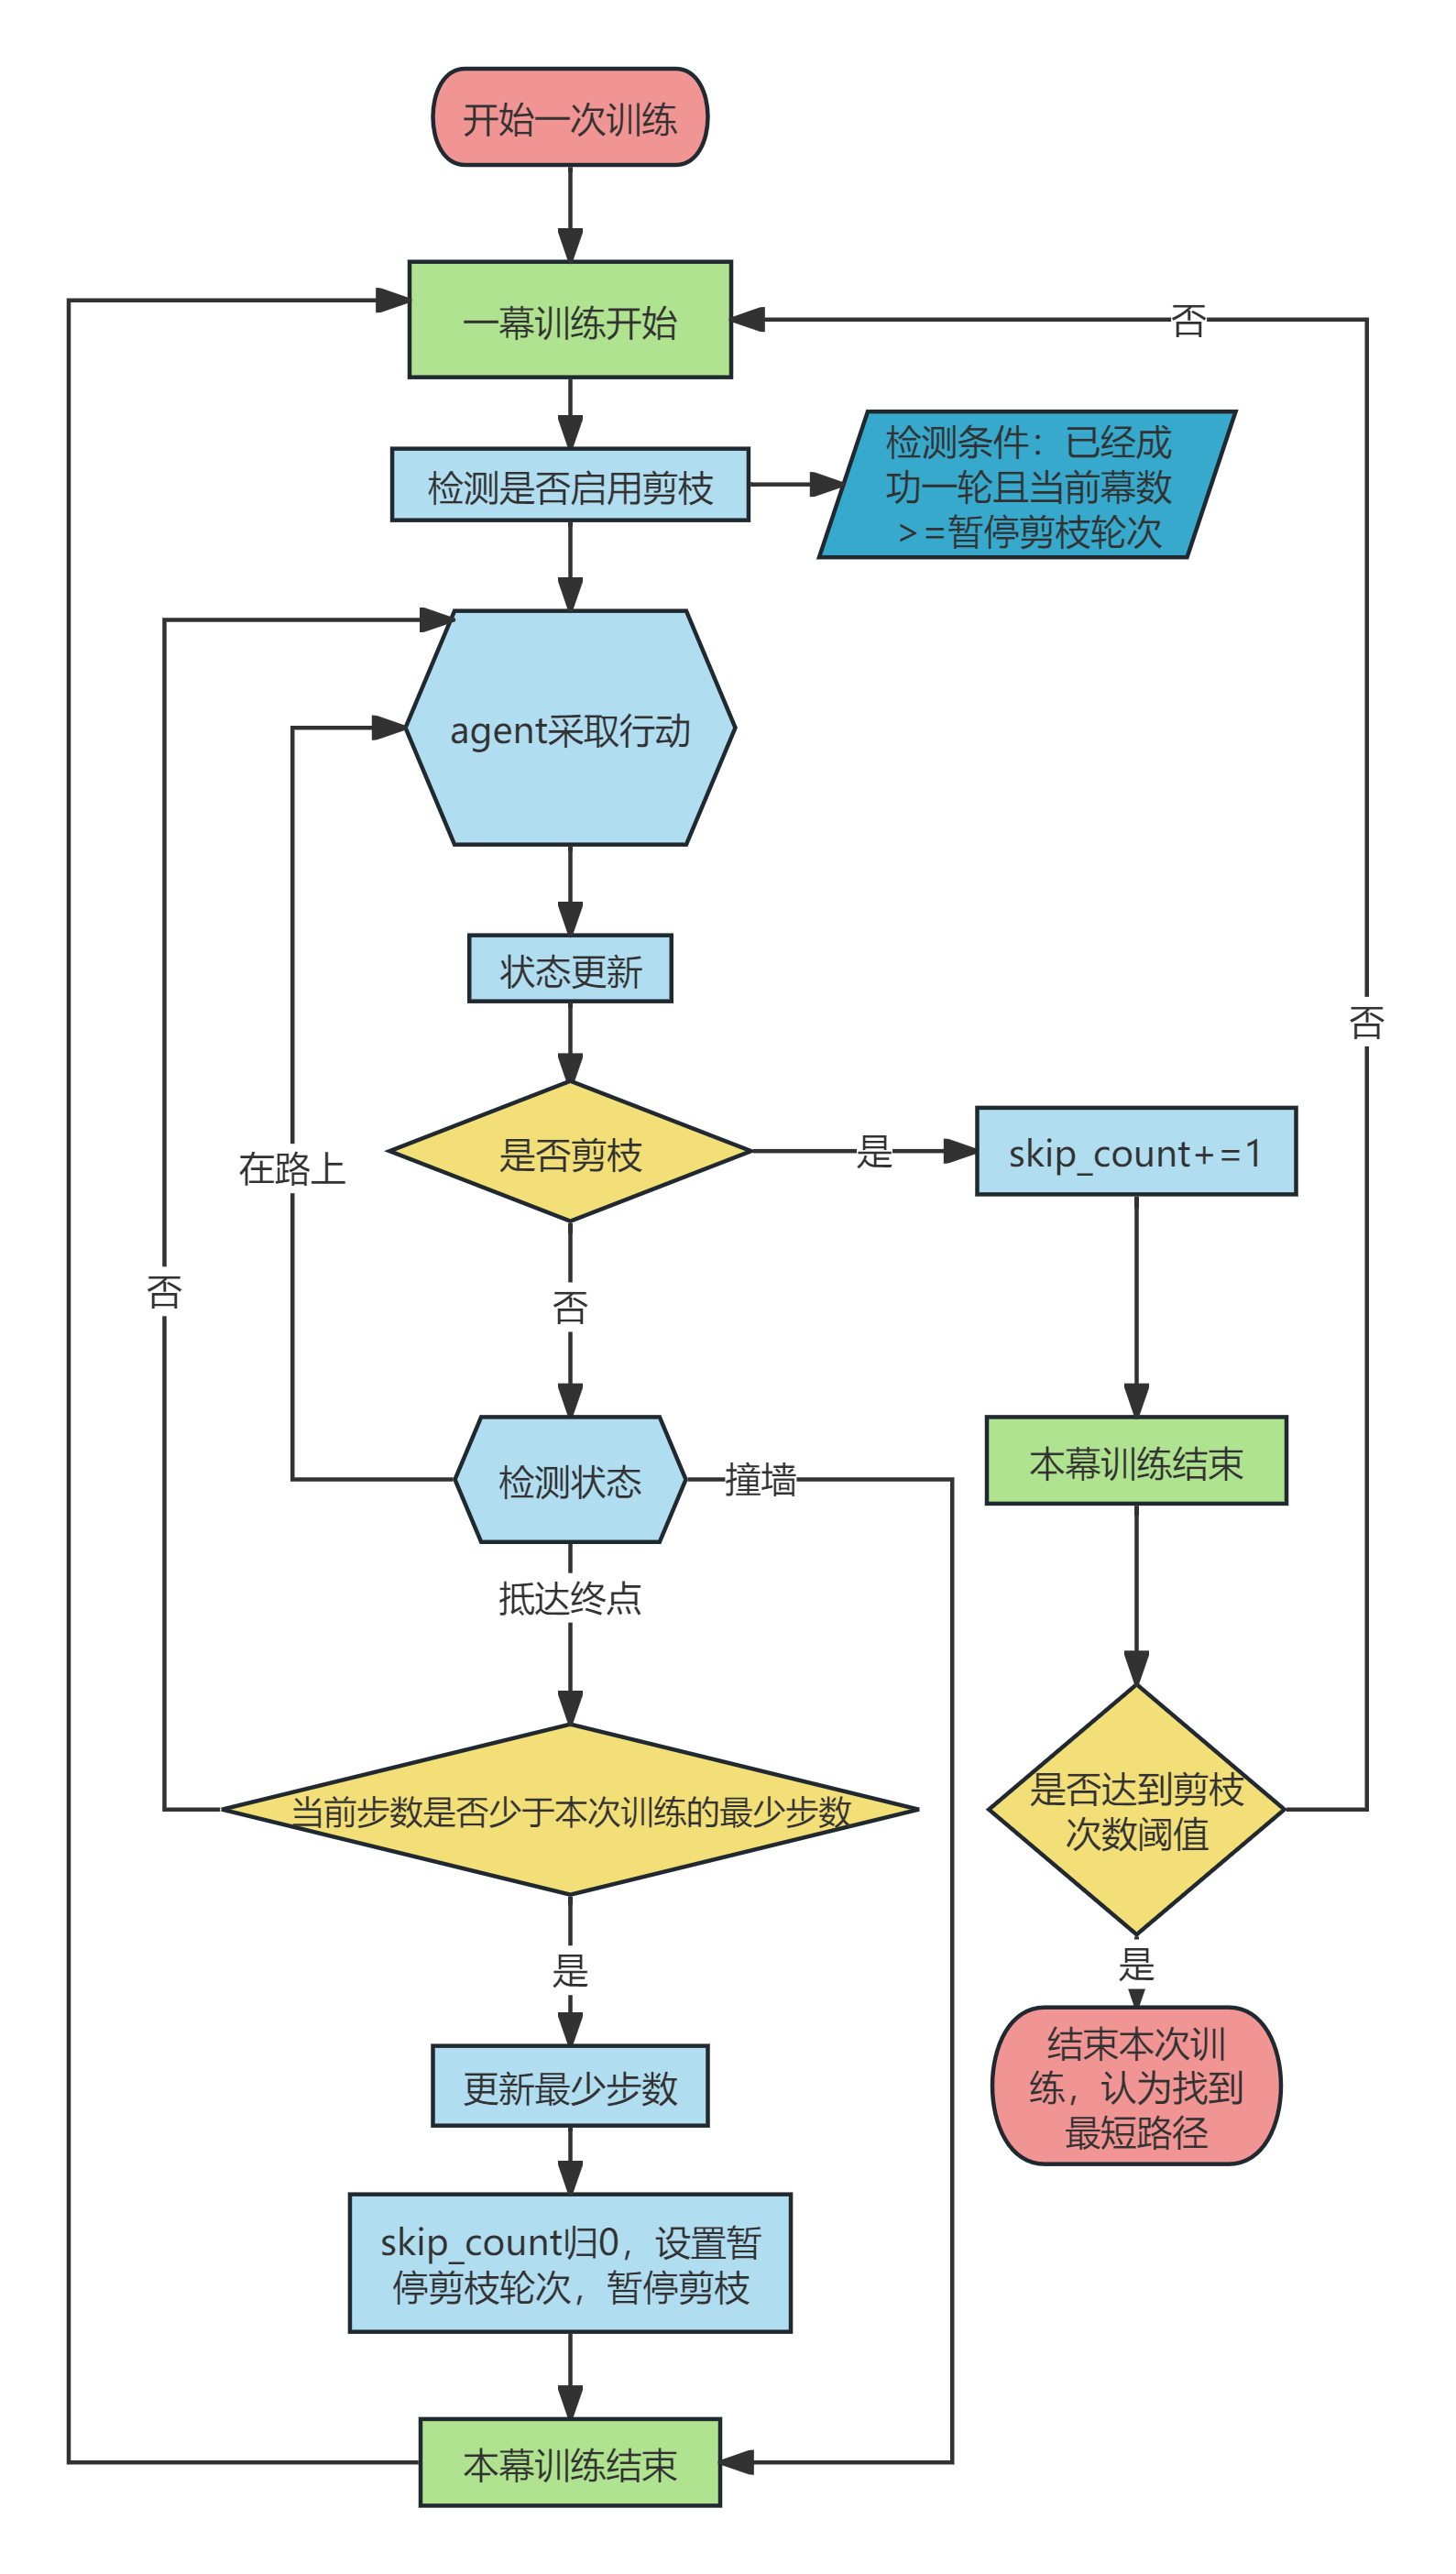 开始一次训练
一幕训练开始
否
检测是否启用剪枝
检测条件：已经成
功一轮且当前幕数
>=暂停剪枝轮次
agent采取行动
状态更新
否
是否剪枝
是
skip_count+=1
在路上
否
否
检测状态
撞墙
本幕训练结束
抵达终点
当前步数是否少于本次训练的最少步数
是否达到剪枝
次数阈值
是
是
更新最少步数
结束本次训
练，认为找到
最短路径
skip_count归0，设置暂
停剪枝轮次，暂停剪枝
本幕训练结束